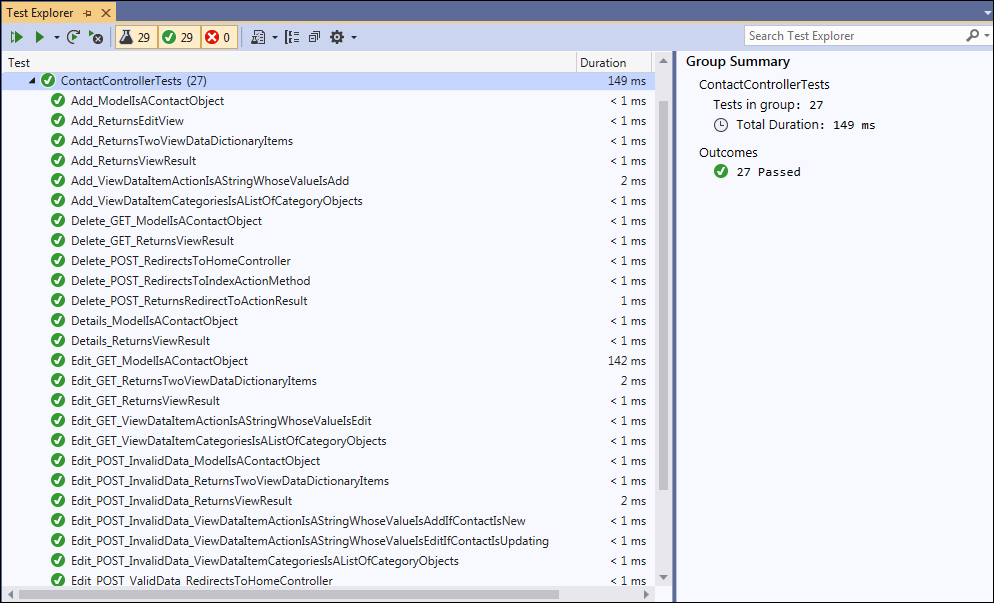 Test Explorer
29 29 0
Search Test Explorer
Test Duration
ContactControllerTests (27) 149 ms
Add_ModelIsAContactObject < 1 ms
Add_ReturnsEditView < 1 ms
Add_ReturnsTwoViewDataDictionaryItems < 1 ms
Add_ReturnsViewResult < 1 ms
Add_ViewDataItemActionIsAStringWhoseValueIsAdd 2 ms
Add_ViewDataItemCategoriesIsAListOfCategoryObjects < 1 ms
Delete_GET_ModelIsAContactObject < 1 ms
Delete_GET_ReturnsViewResult < 1 ms
Delete_POST_RedirectsToHomeController < 1 ms
Delete_POST_RedirectsToIndexActionMethod < 1 ms
Delete_POST_ReturnsRedirectToActionResult 1 ms
Details_ModelIsAContactObject < 1 ms
Details_ReturnsViewResult < 1 ms
Edit_GET_ModelIsAContactObject 142 ms
Edit_GET_ReturnsTwoViewDataDictionaryItems 2 ms
Edit_GET_ReturnsViewResult < 1 ms
Edit_GET_ViewDataItemActionIsAStringWhoseValueIsEdit < 1 ms
Edit_GET_ViewDataItemCategoriesIsAListOfCategoryObjects < 1 ms
Edit_POST_InvalidData_ModelIsAContactObject < 1 ms
Edit_POST_InvalidData_ReturnsTwoViewDataDictionaryItems < 1 ms
Edit_POST_InvalidData_ReturnsViewResult 2 ms
Edit_POST_InvalidData_ViewDataItemActionIsAStringWhoseValueIsAddIfContactIsNew < 1 ms
Edit_POST_InvalidData_ViewDataItemActionIsAStringWhoseValueIsEditIfContactIsUpdating < 1 ms
Edit_POST_InvalidData_ViewDataItemCategoriesIsAListOfCategoryObjects < 1 ms
Edit_POST_ValidData_RedirectsToHomeController < 1 ms
Group Summary
ContactControllerTests
Tests in group: 27
Total Duration: 149 ms
Outcomes
27 Passed